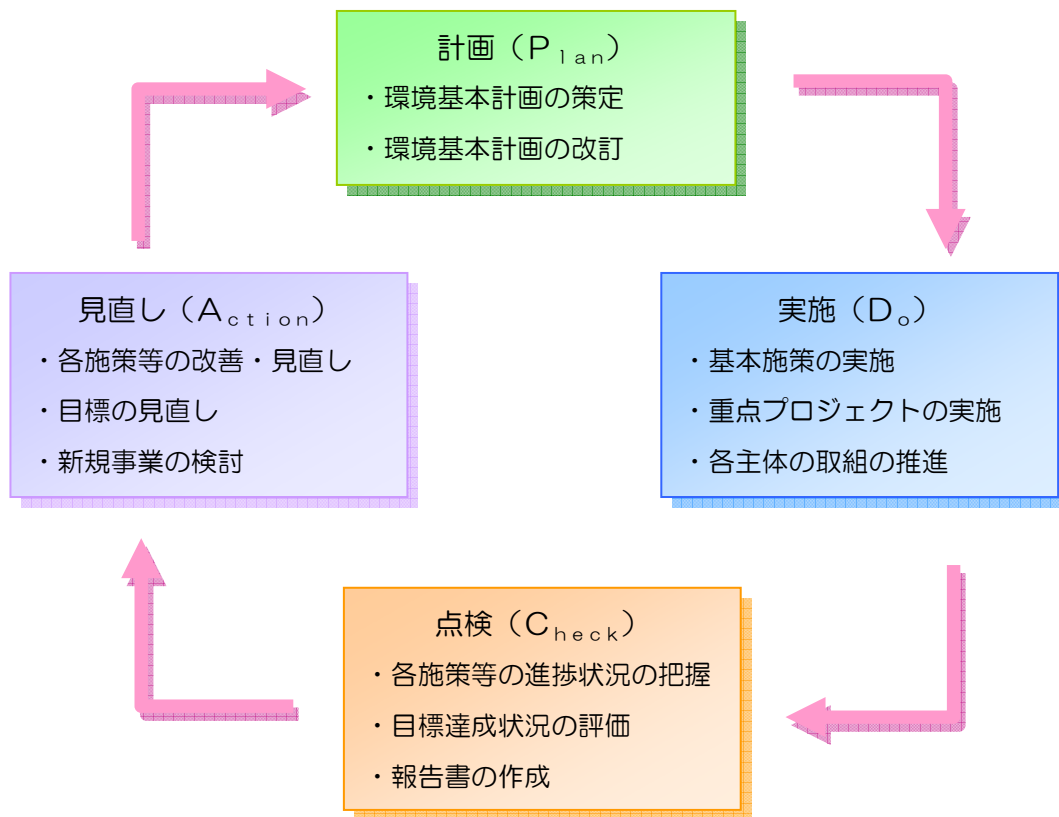 計画（Ｐｌａｎ）
・環境基本計画の策定
・環境基本計画の改訂
見直し（Ａｃｔｉｏｎ）
・各施策等の改善・見直し
・目標の見直し
・新規事業の検討
実施（Ｄｏ）
・基本施策の実施
・重点プロジェクトの実施
・各主体の取組の推進
点検（Ｃｈｅｃｋ）
・各施策等の進捗状況の把握
・目標達成状況の評価
・報告書の作成